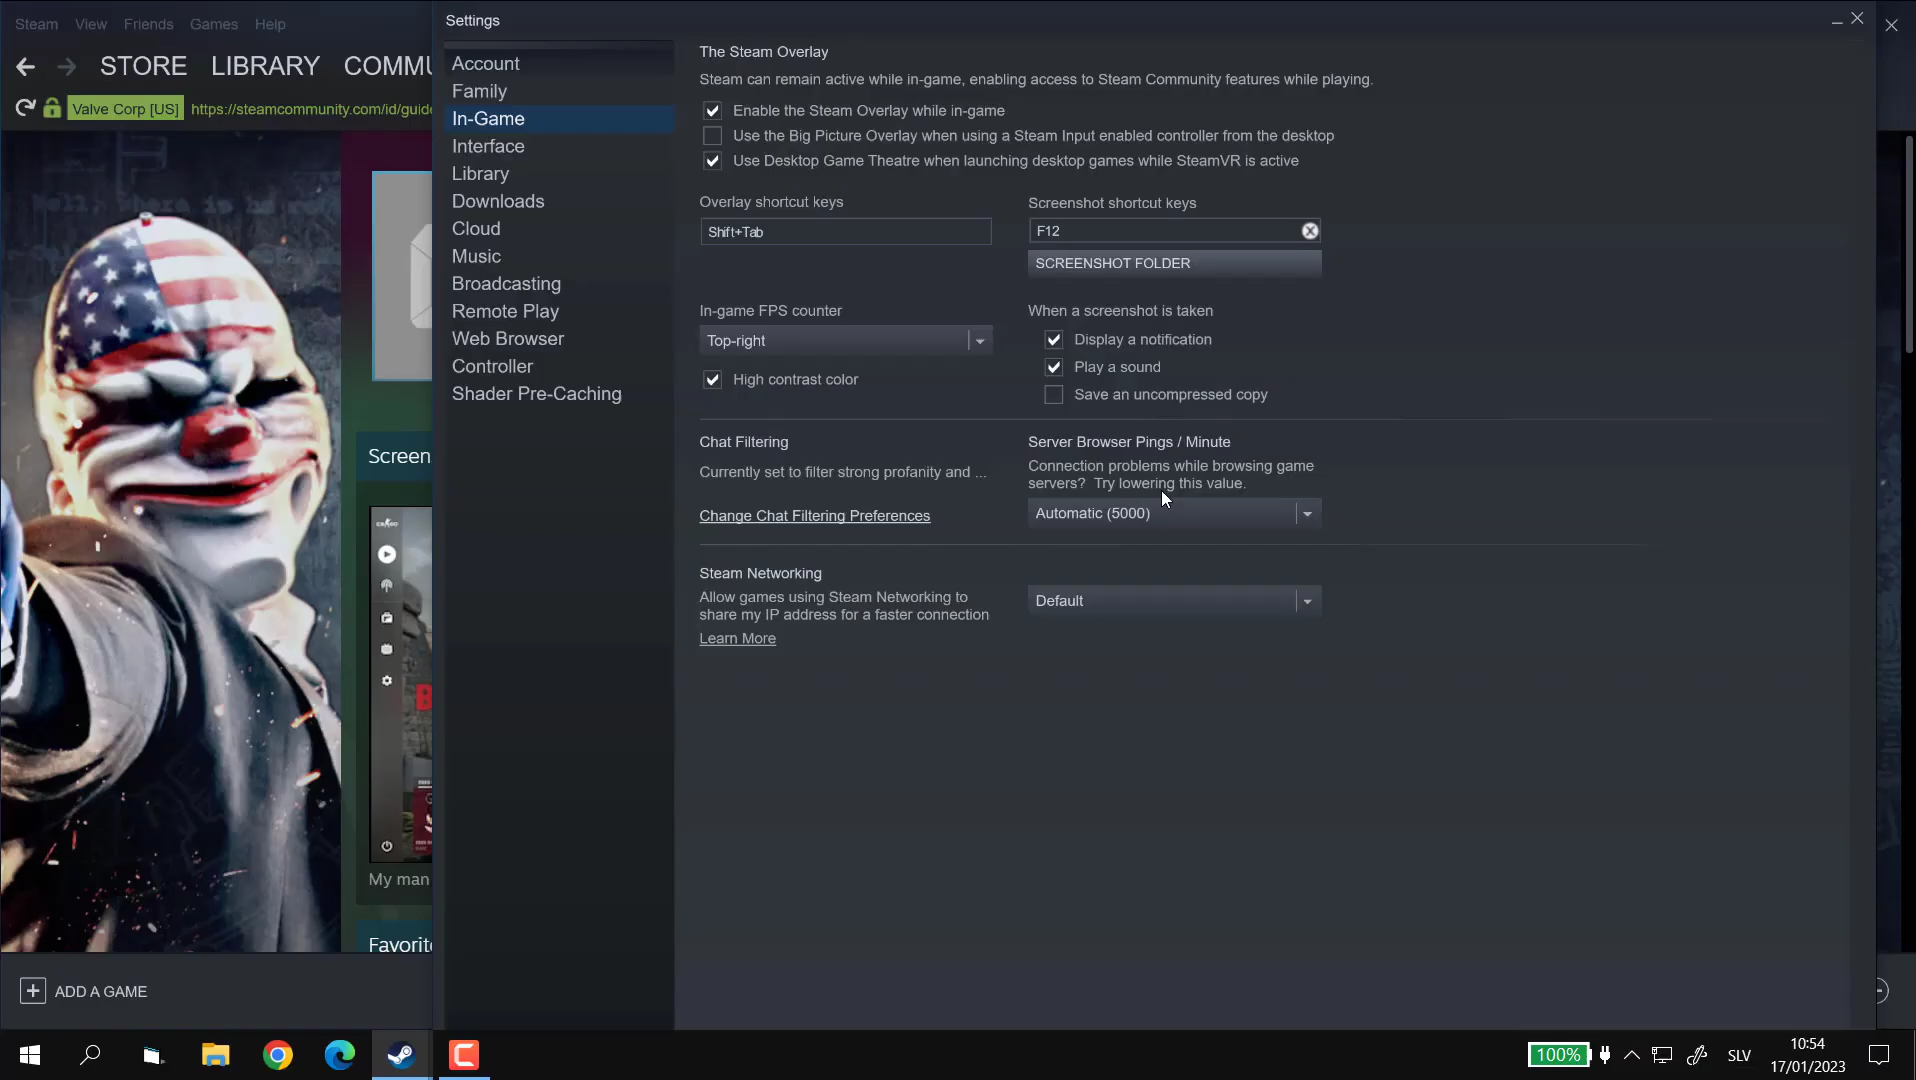 Steam View Friends Games Help
Settings
STORE LIBRARY COMMU
Valve Corp [US] https://steamcommunity.com/id/guide
Account
Family
In-Game
Interface
Library
Downloads
Cloud
Music
Broadcasting
Remote Play
Web Browser
Controller
Shader Pre-Caching
The Steam Overlay
Steam can remain active while in-game, enabling access to Steam Community features while playing.
Enable the Steam Overlay while in-game
Use the Big Picture Overlay when using a Steam Input enabled controller from the desktop
Use Desktop Game Theatre when launching desktop games while SteamVR is active
Overlay shortcut keys
Shift+Tab
Screenshot shortcut keys
F12
SCREENSHOT FOLDER
In-game FPS counter
Top-right
High contrast color
When a screenshot is taken
Display a notification
Play a sound
Save an uncompressed copy
Chat Filtering
Currently set to filter strong profanity and ...
Change Chat Filtering Preferences
Server Browser Pings / Minute
Connection problems while browsing game
servers? Try lowering this value.
Automatic (5000)
Steam Networking
Allow games using Steam Networking to
share my IP address for a faster connection
Learn More
Default
Screen
My man
Favorite
ADD A GAME
100%
SLV
10:54
17/01/2023